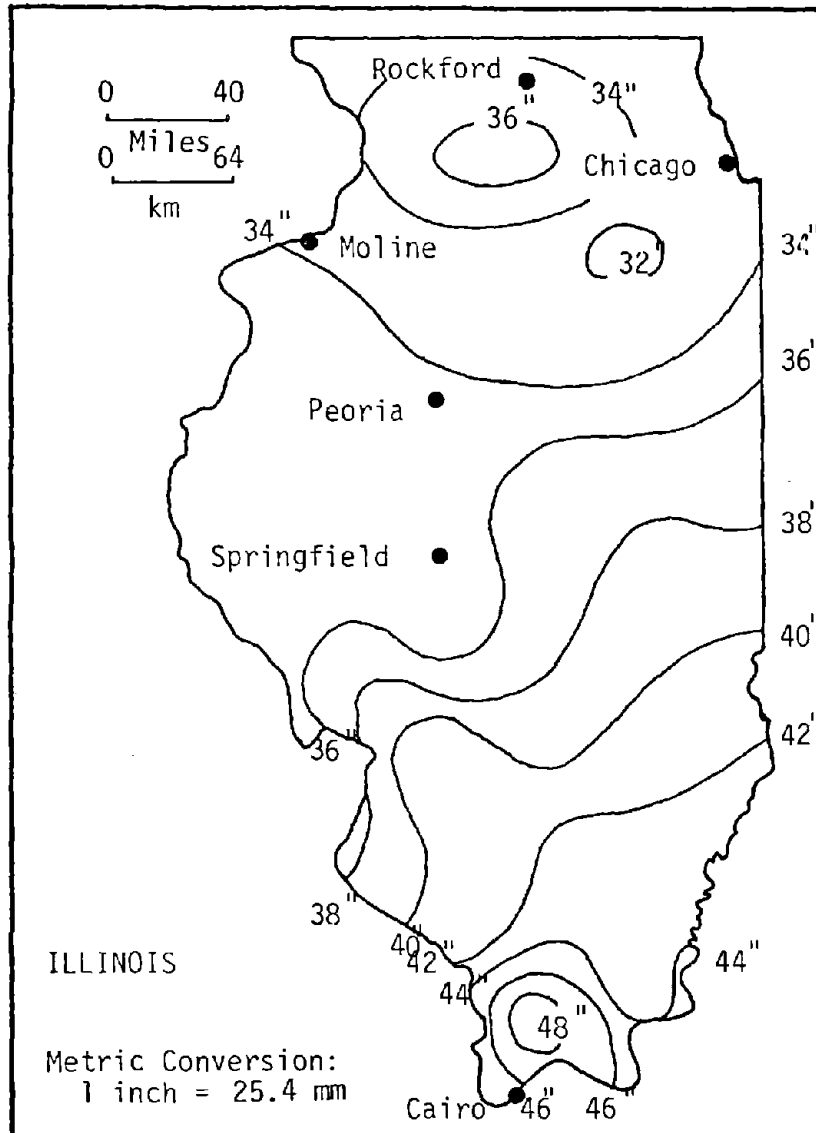 Rockford
0 40
34"
36"
Miles
0 64
Chicago
km
34"
Moline
32
34"
36'
Peoria
38'
Springfield
40'
42'
36"
38"
40"
42"
ILLINOIS
44"
44"
48"
Metric Conversion:
1 inch = 25.4 mm
Cairo
46"
46"